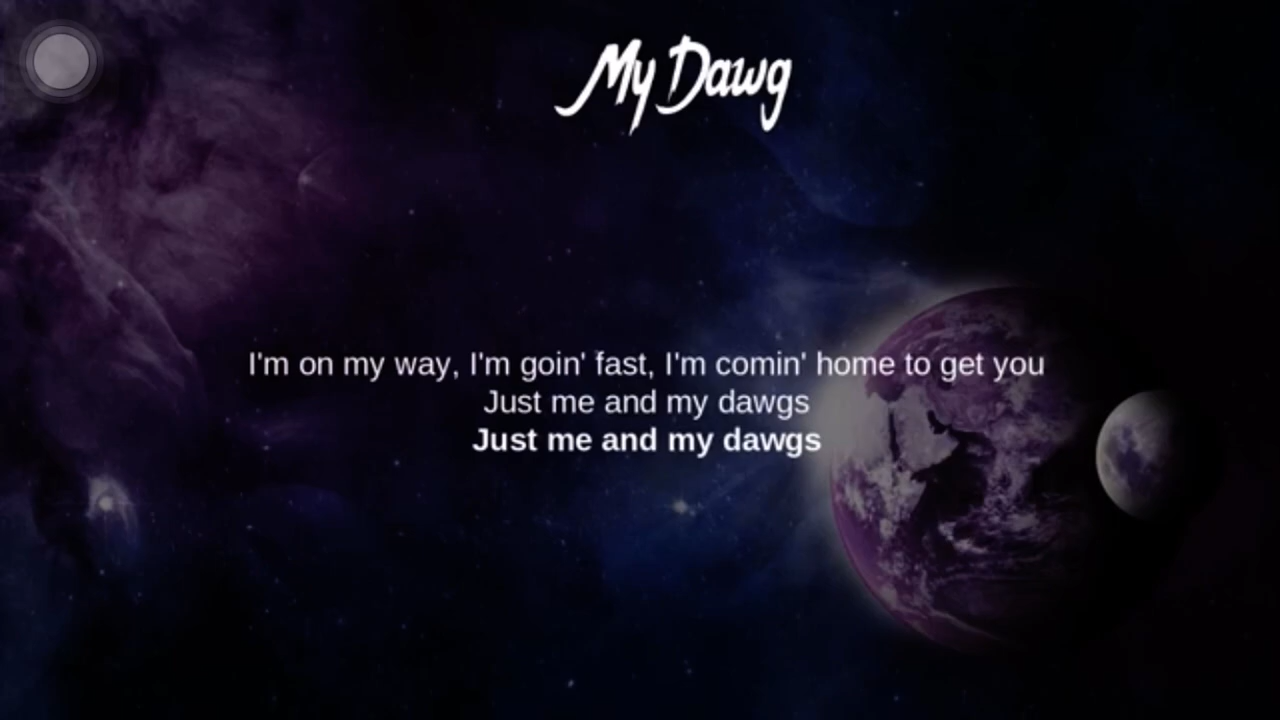 My Dawg
I'm on my way, I'm goin' fast, I'm comin' home to get you
Just me and my dawgs
Just me and my dawgs